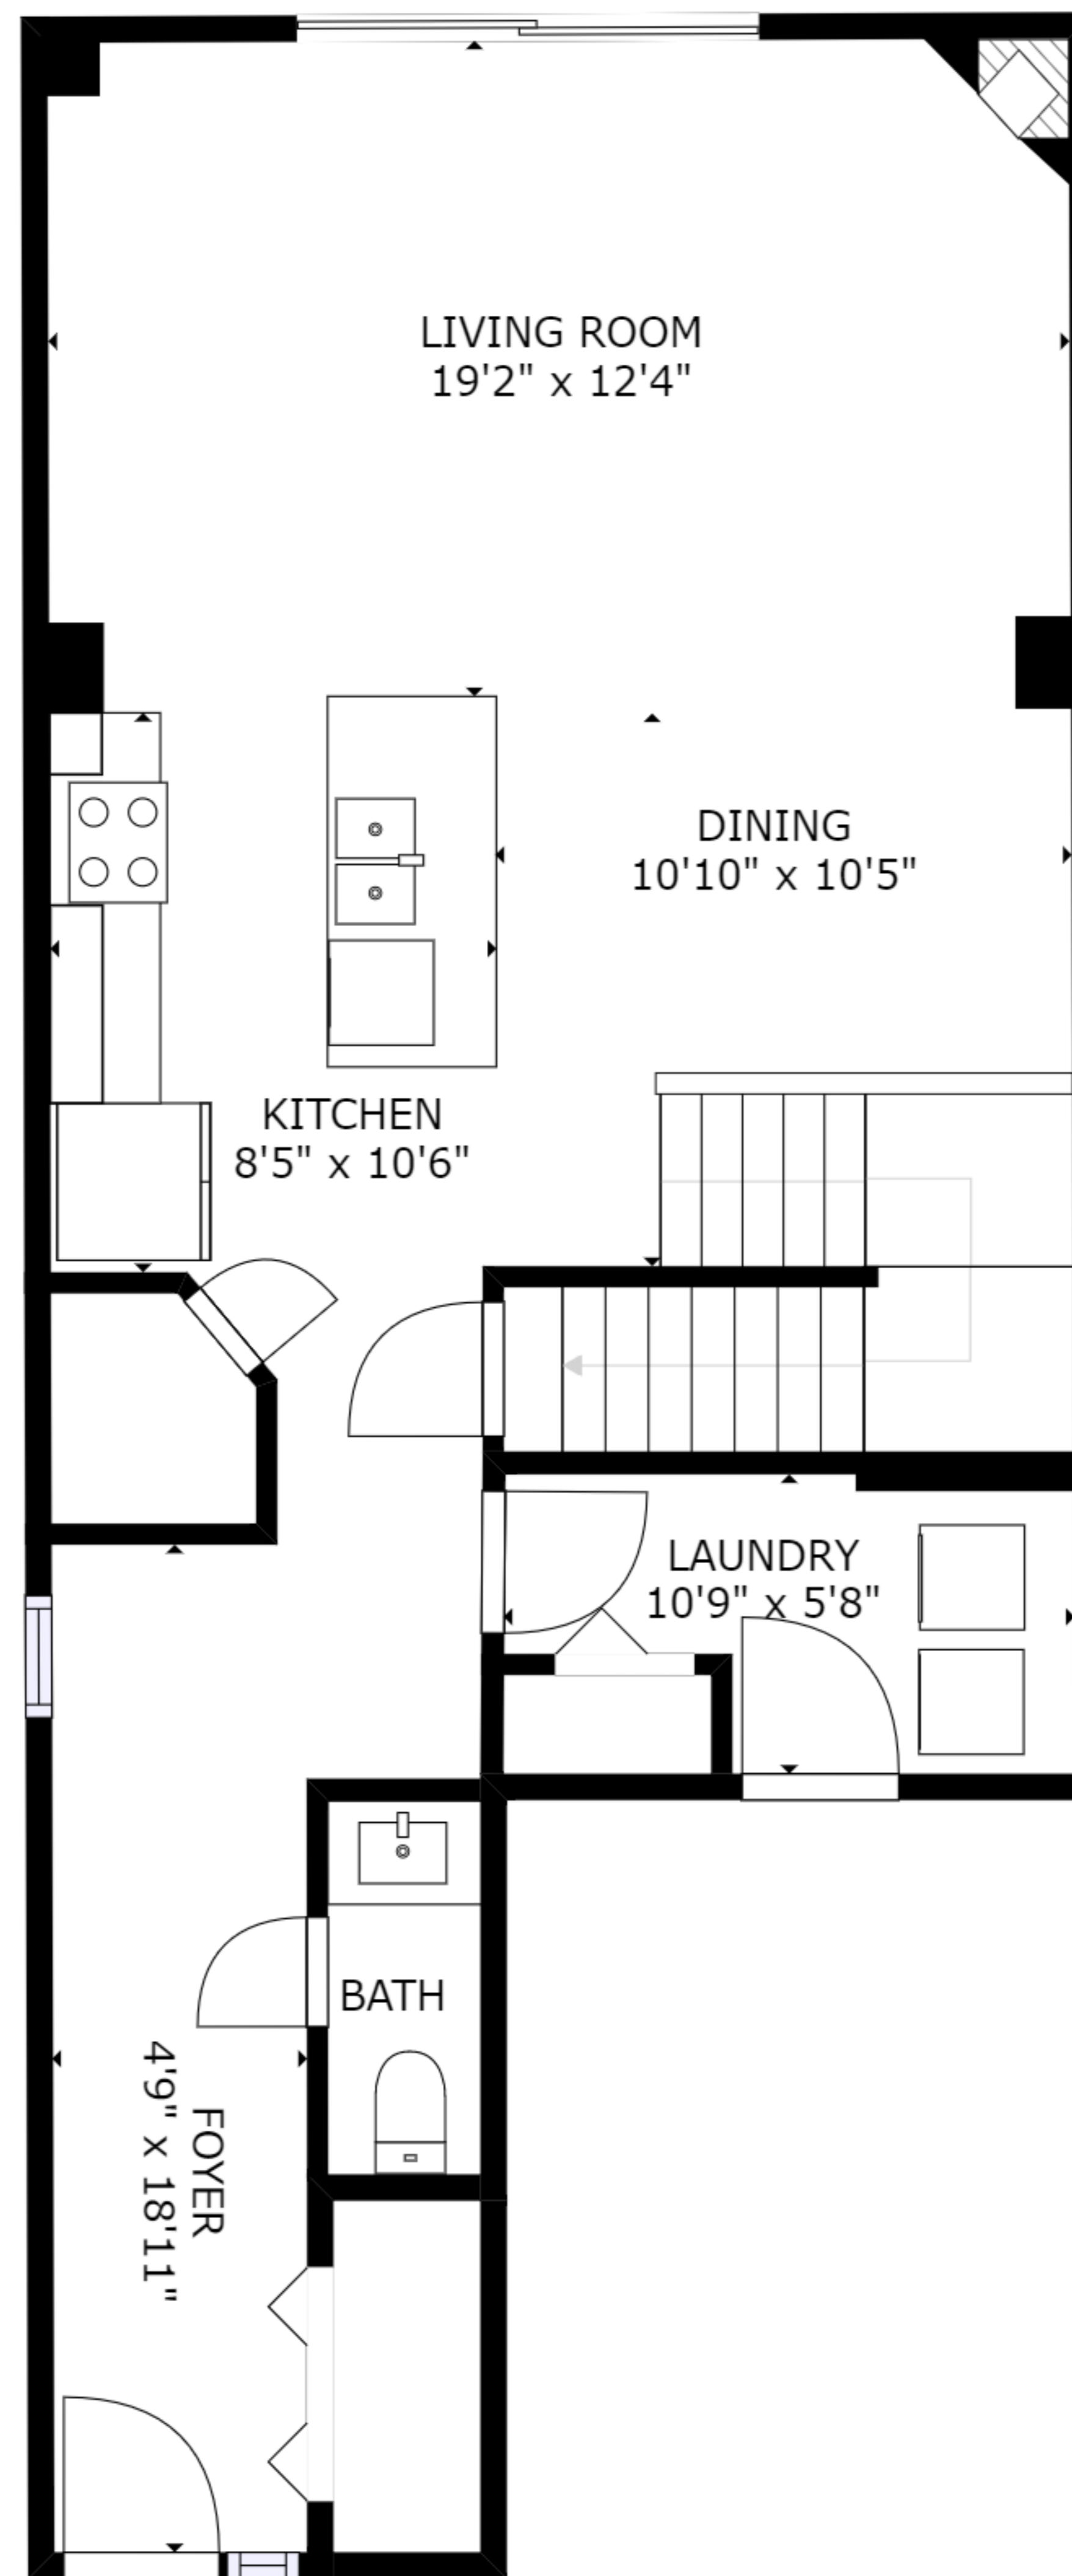 LIVING ROOM
19'2" x 12'4"
DINING
10'10" x 10'5"
KITCHEN
8'5" x 10'6"
LAUNDRY
10'9" x 5'8"
BATH
FOYER
4'9" x 18'11"